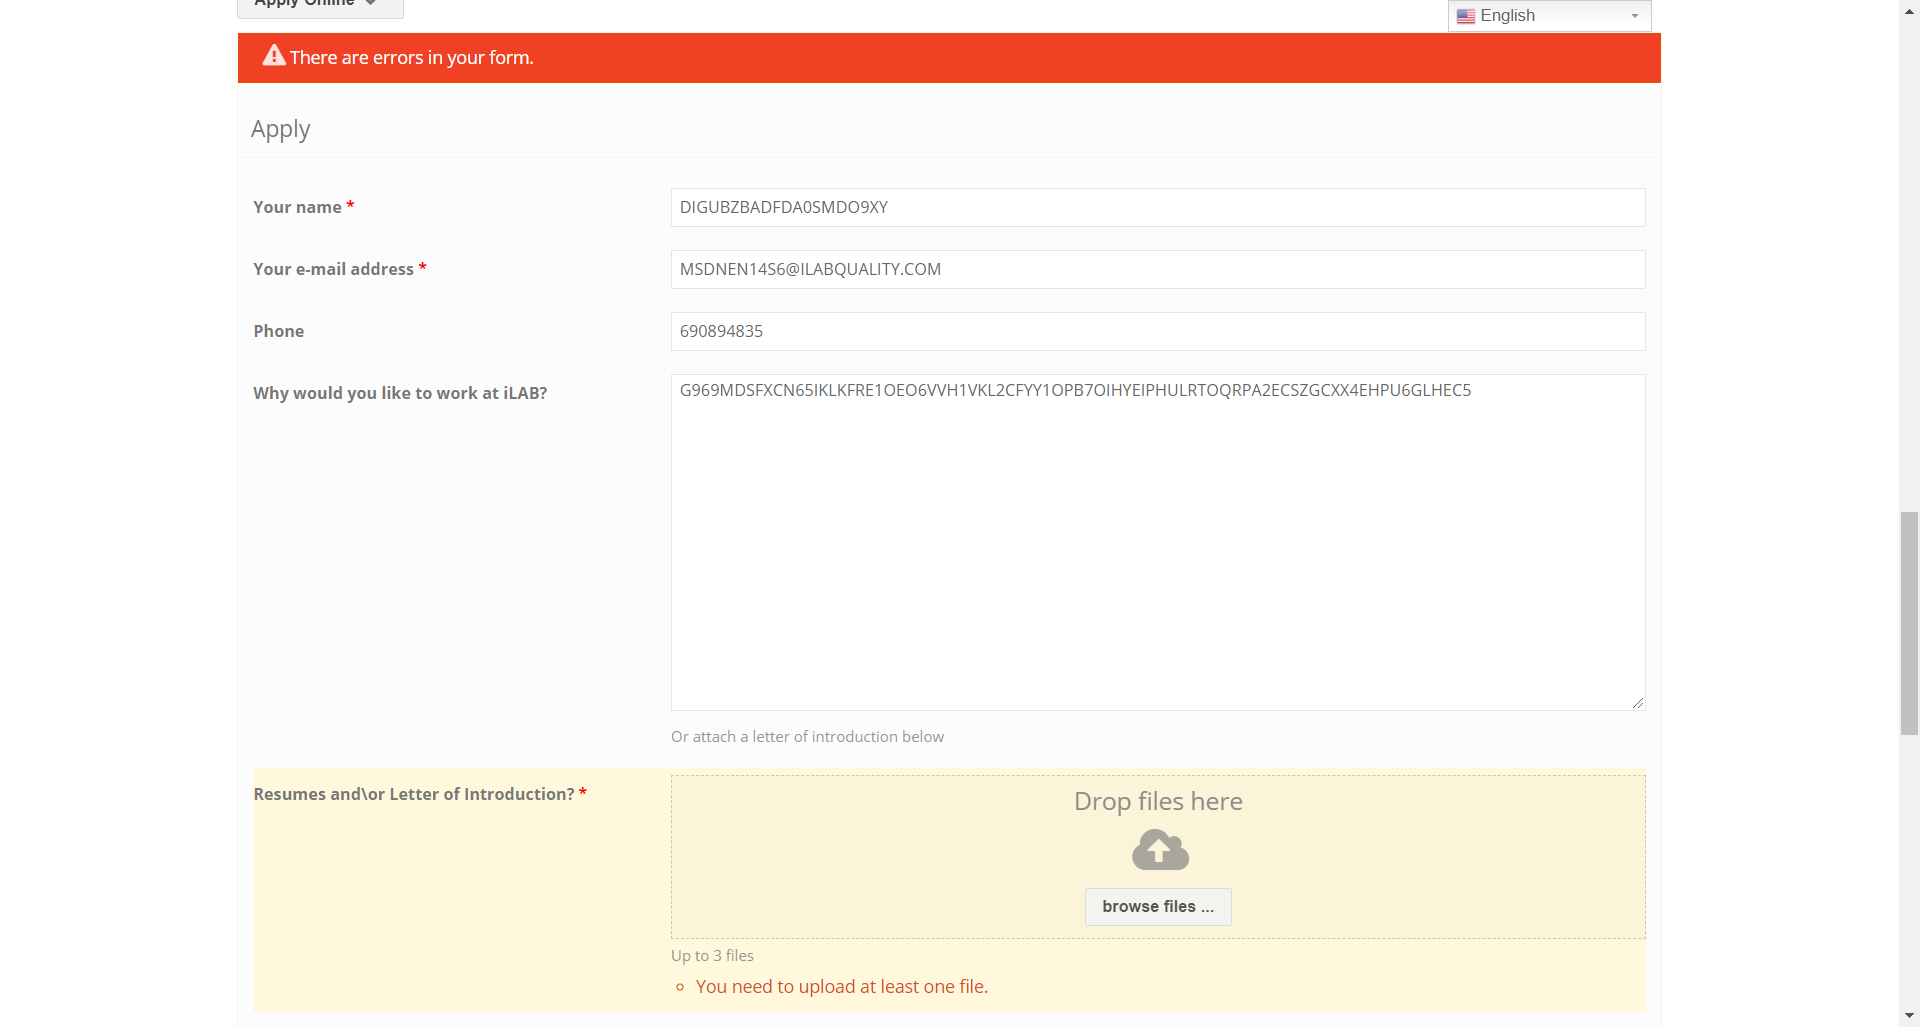 Apply Online
English
There are errors in your form.
Apply
Your name *
DIGUBZBADFDA0SMDO9XY
Your e-mail address *
MSDNEN14S6@ILABQUALITY.COM
Phone
690894835
Why would you like to work at iLAB?
G969MDSFXCN65IKLKFRE1OEO6VVH1VKL2CFYY1OPB7OIHYEIPHULRTOQRPA2ECSZGCXX4EHPU6GLHEC5
Or attach a letter of introduction below
Resumes and\or Letter of Introduction? *
Drop files here
browse files ...
Up to 3 files
You need to upload at least one file.